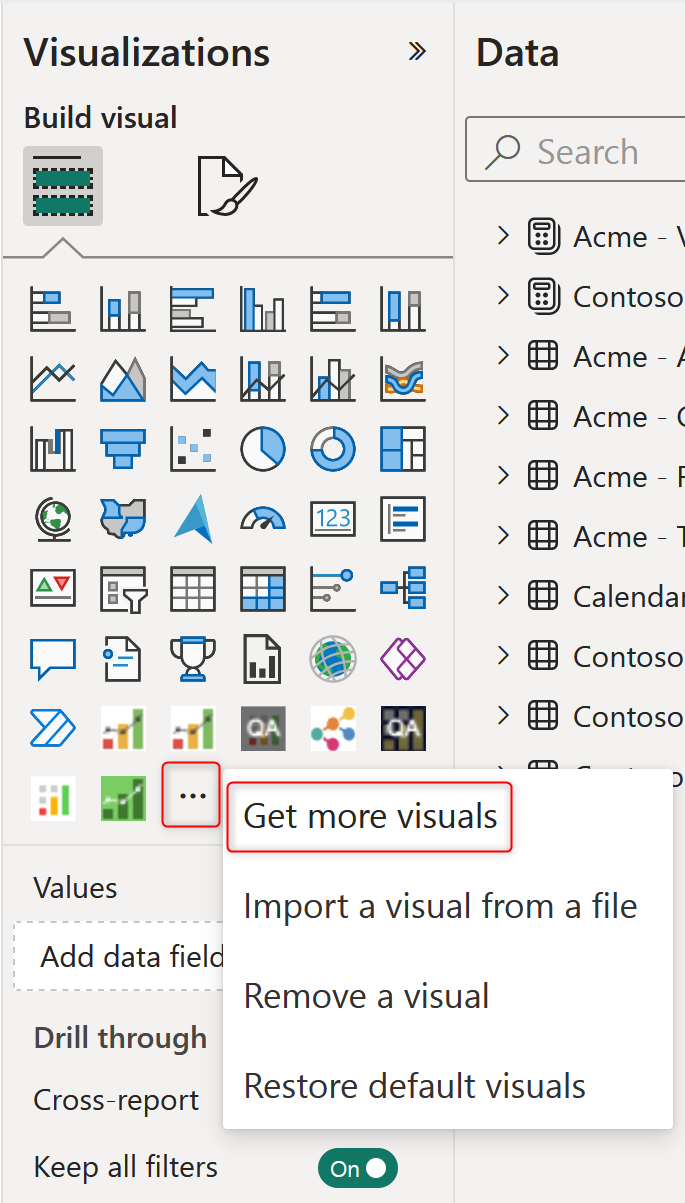 Visualizations
Data
Build visual
Search
Acme -
Contoso
Acme -
Acme -
Acme -
Acme -
123
Calendar
Contoso
Contoso
QA
QA
...
Get more visuals
Import a visual from a file
Remove a visual
Restore default visuals
Values
Add data field
Drill through
Cross-report
Keep all filters
On